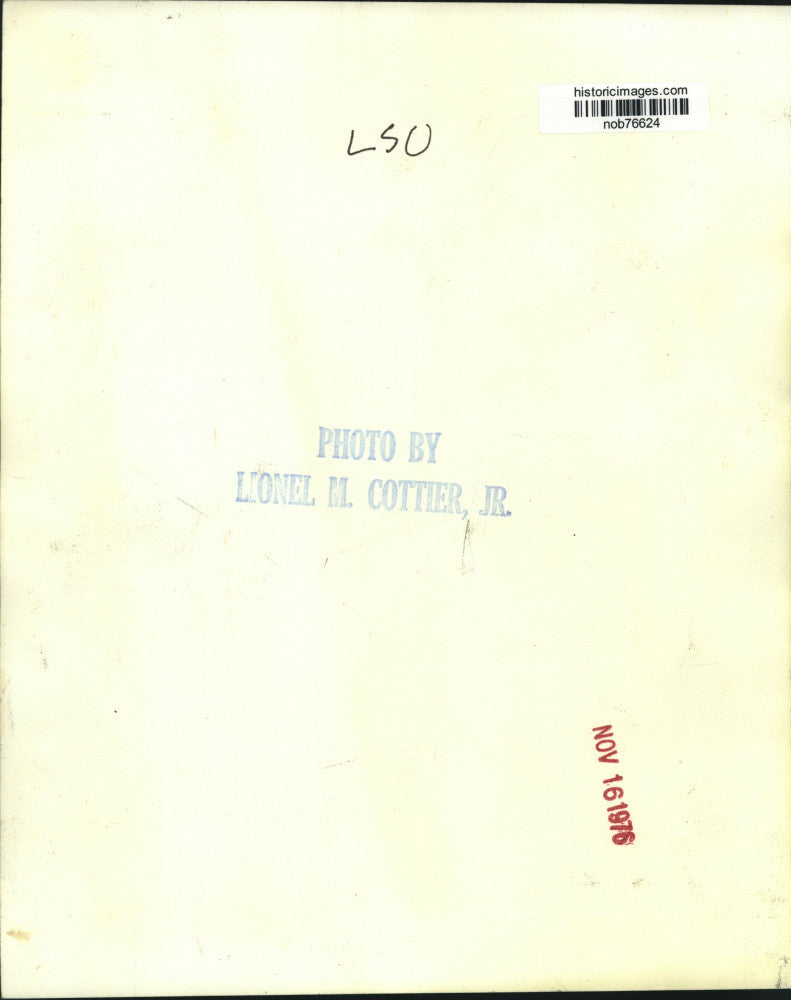 historicimages.com
nob76624
LSU
PHOTO BY
LIONEL M. COTTIER, JR.
NOV 16 1976